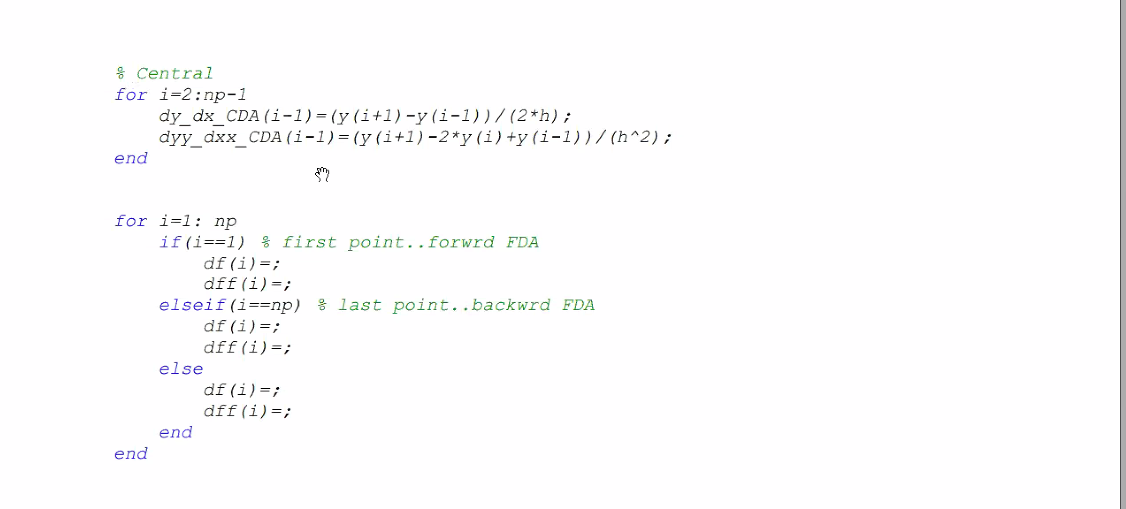 % Central
for i=2:np-1
dy_dx_CDA(i-1)=(y(i+1)-y(i-1))/(2*h);
dyy_dxx_CDA(i-1)=(y(i+1)-2*y(i)+y(i-1))/(h^2);
end
for i=1: np
if(i==1) % first point..forwrd FDA
df(i)=;
dff(i)=;
elseif(i==np) % last point..backwrd FDA
df(i)=;
dff(i)=;
else
df(i)=;
dff(i)=;
end
end